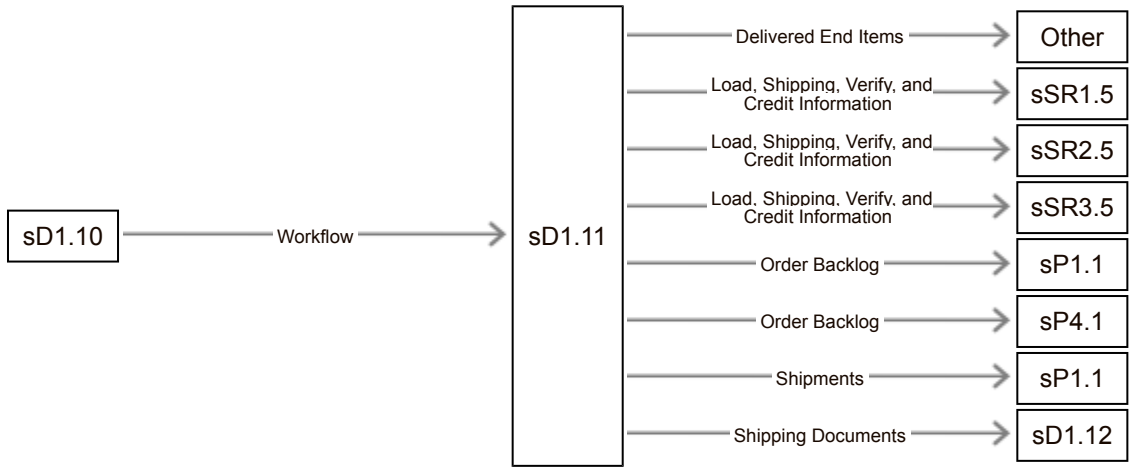 Delivered End Items
Other
Load, Shipping, Verify, and
Credit Information
sSR1.5
Load, Shipping, Verify, and
Credit Information
sSR2.5
Load, Shipping, Verify, and
Credit Information
sSR3.5
sD1.10
Workflow
sD1.11
Order Backlog
sP1.1
Order Backlog
sP4.1
Shipments
sP1.1
Shipping Documents
sD1.12